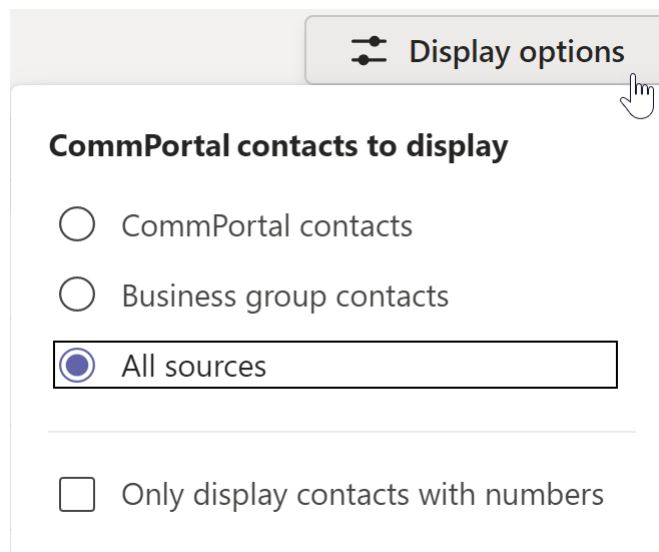 Display options
CommPortal contacts to display
CommPortal contacts
Business group contacts
All sources
Only display contacts with numbers